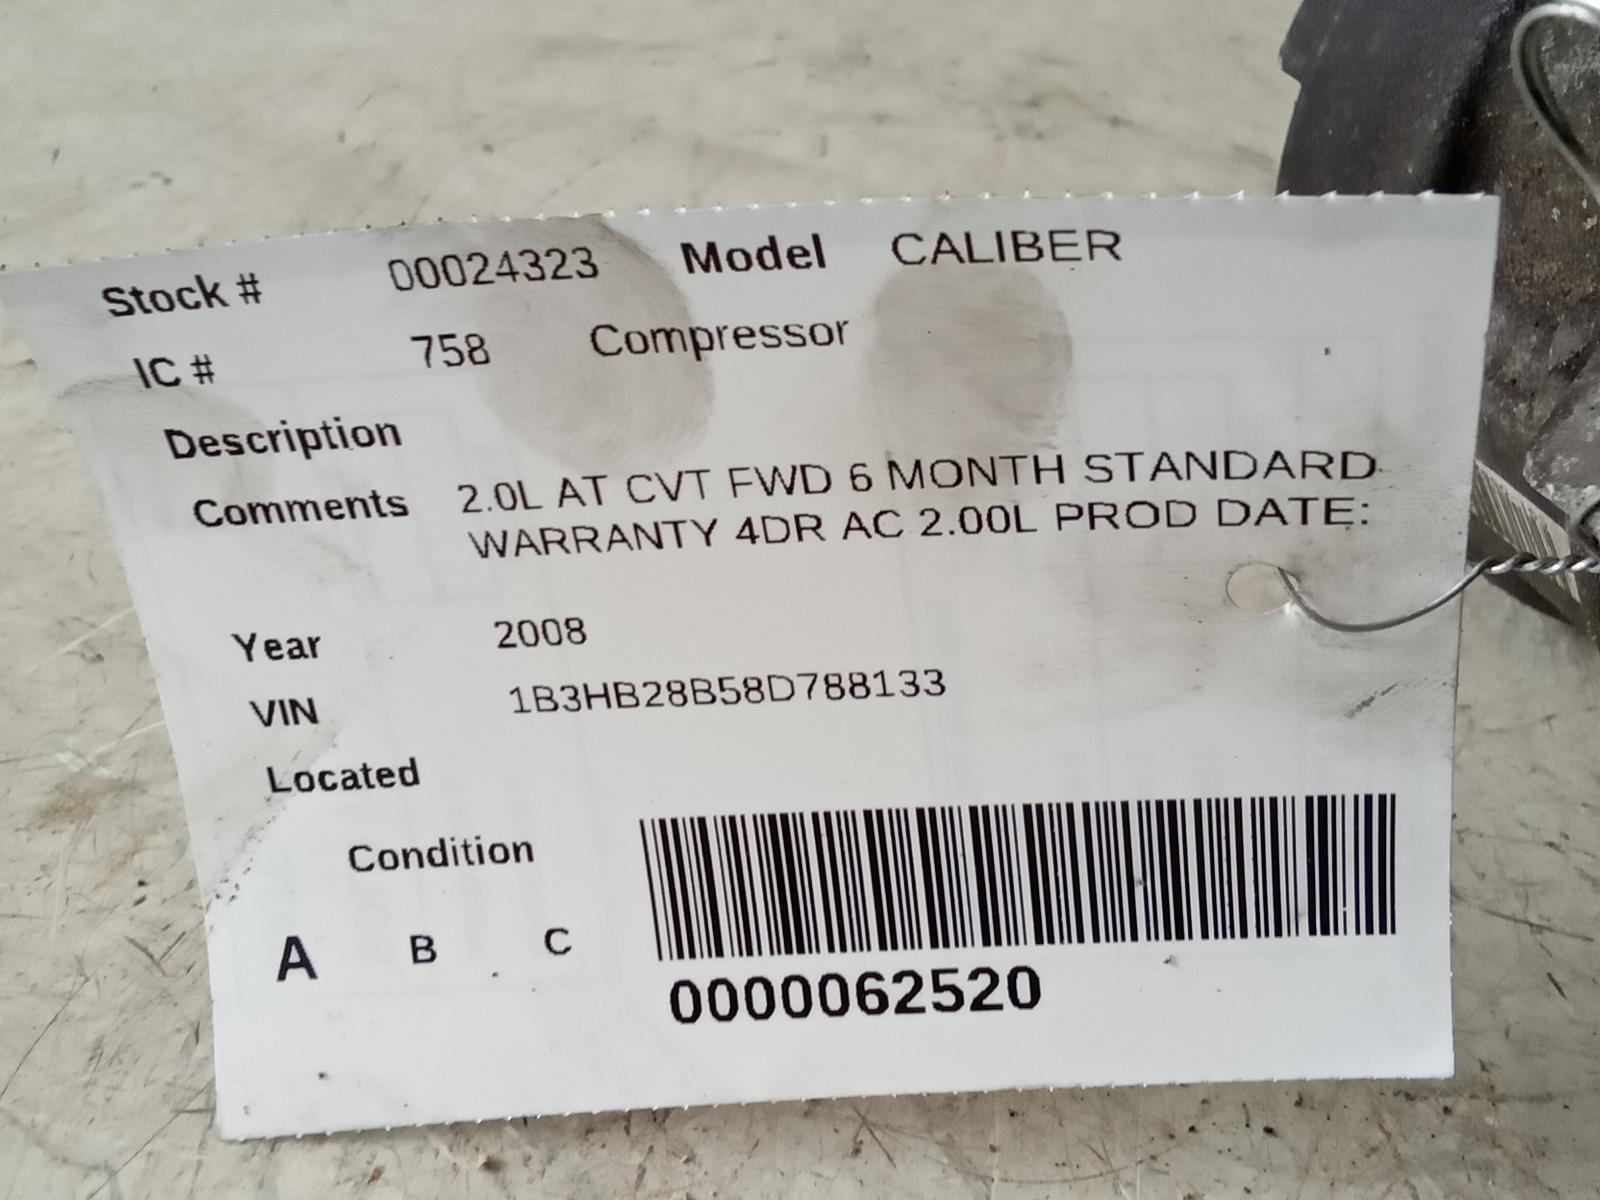 Stock # 00024323 Model CALIBER
IC # 758 Compressor
Description
Comments 2.0L AT CVT FWD 6 MONTH STANDARD
WARRANTY 4DR AC 2.00L PROD DATE:
Year 2008
VIN 1B3HB28B58D788133
Located
Condition
A B C
0000062520